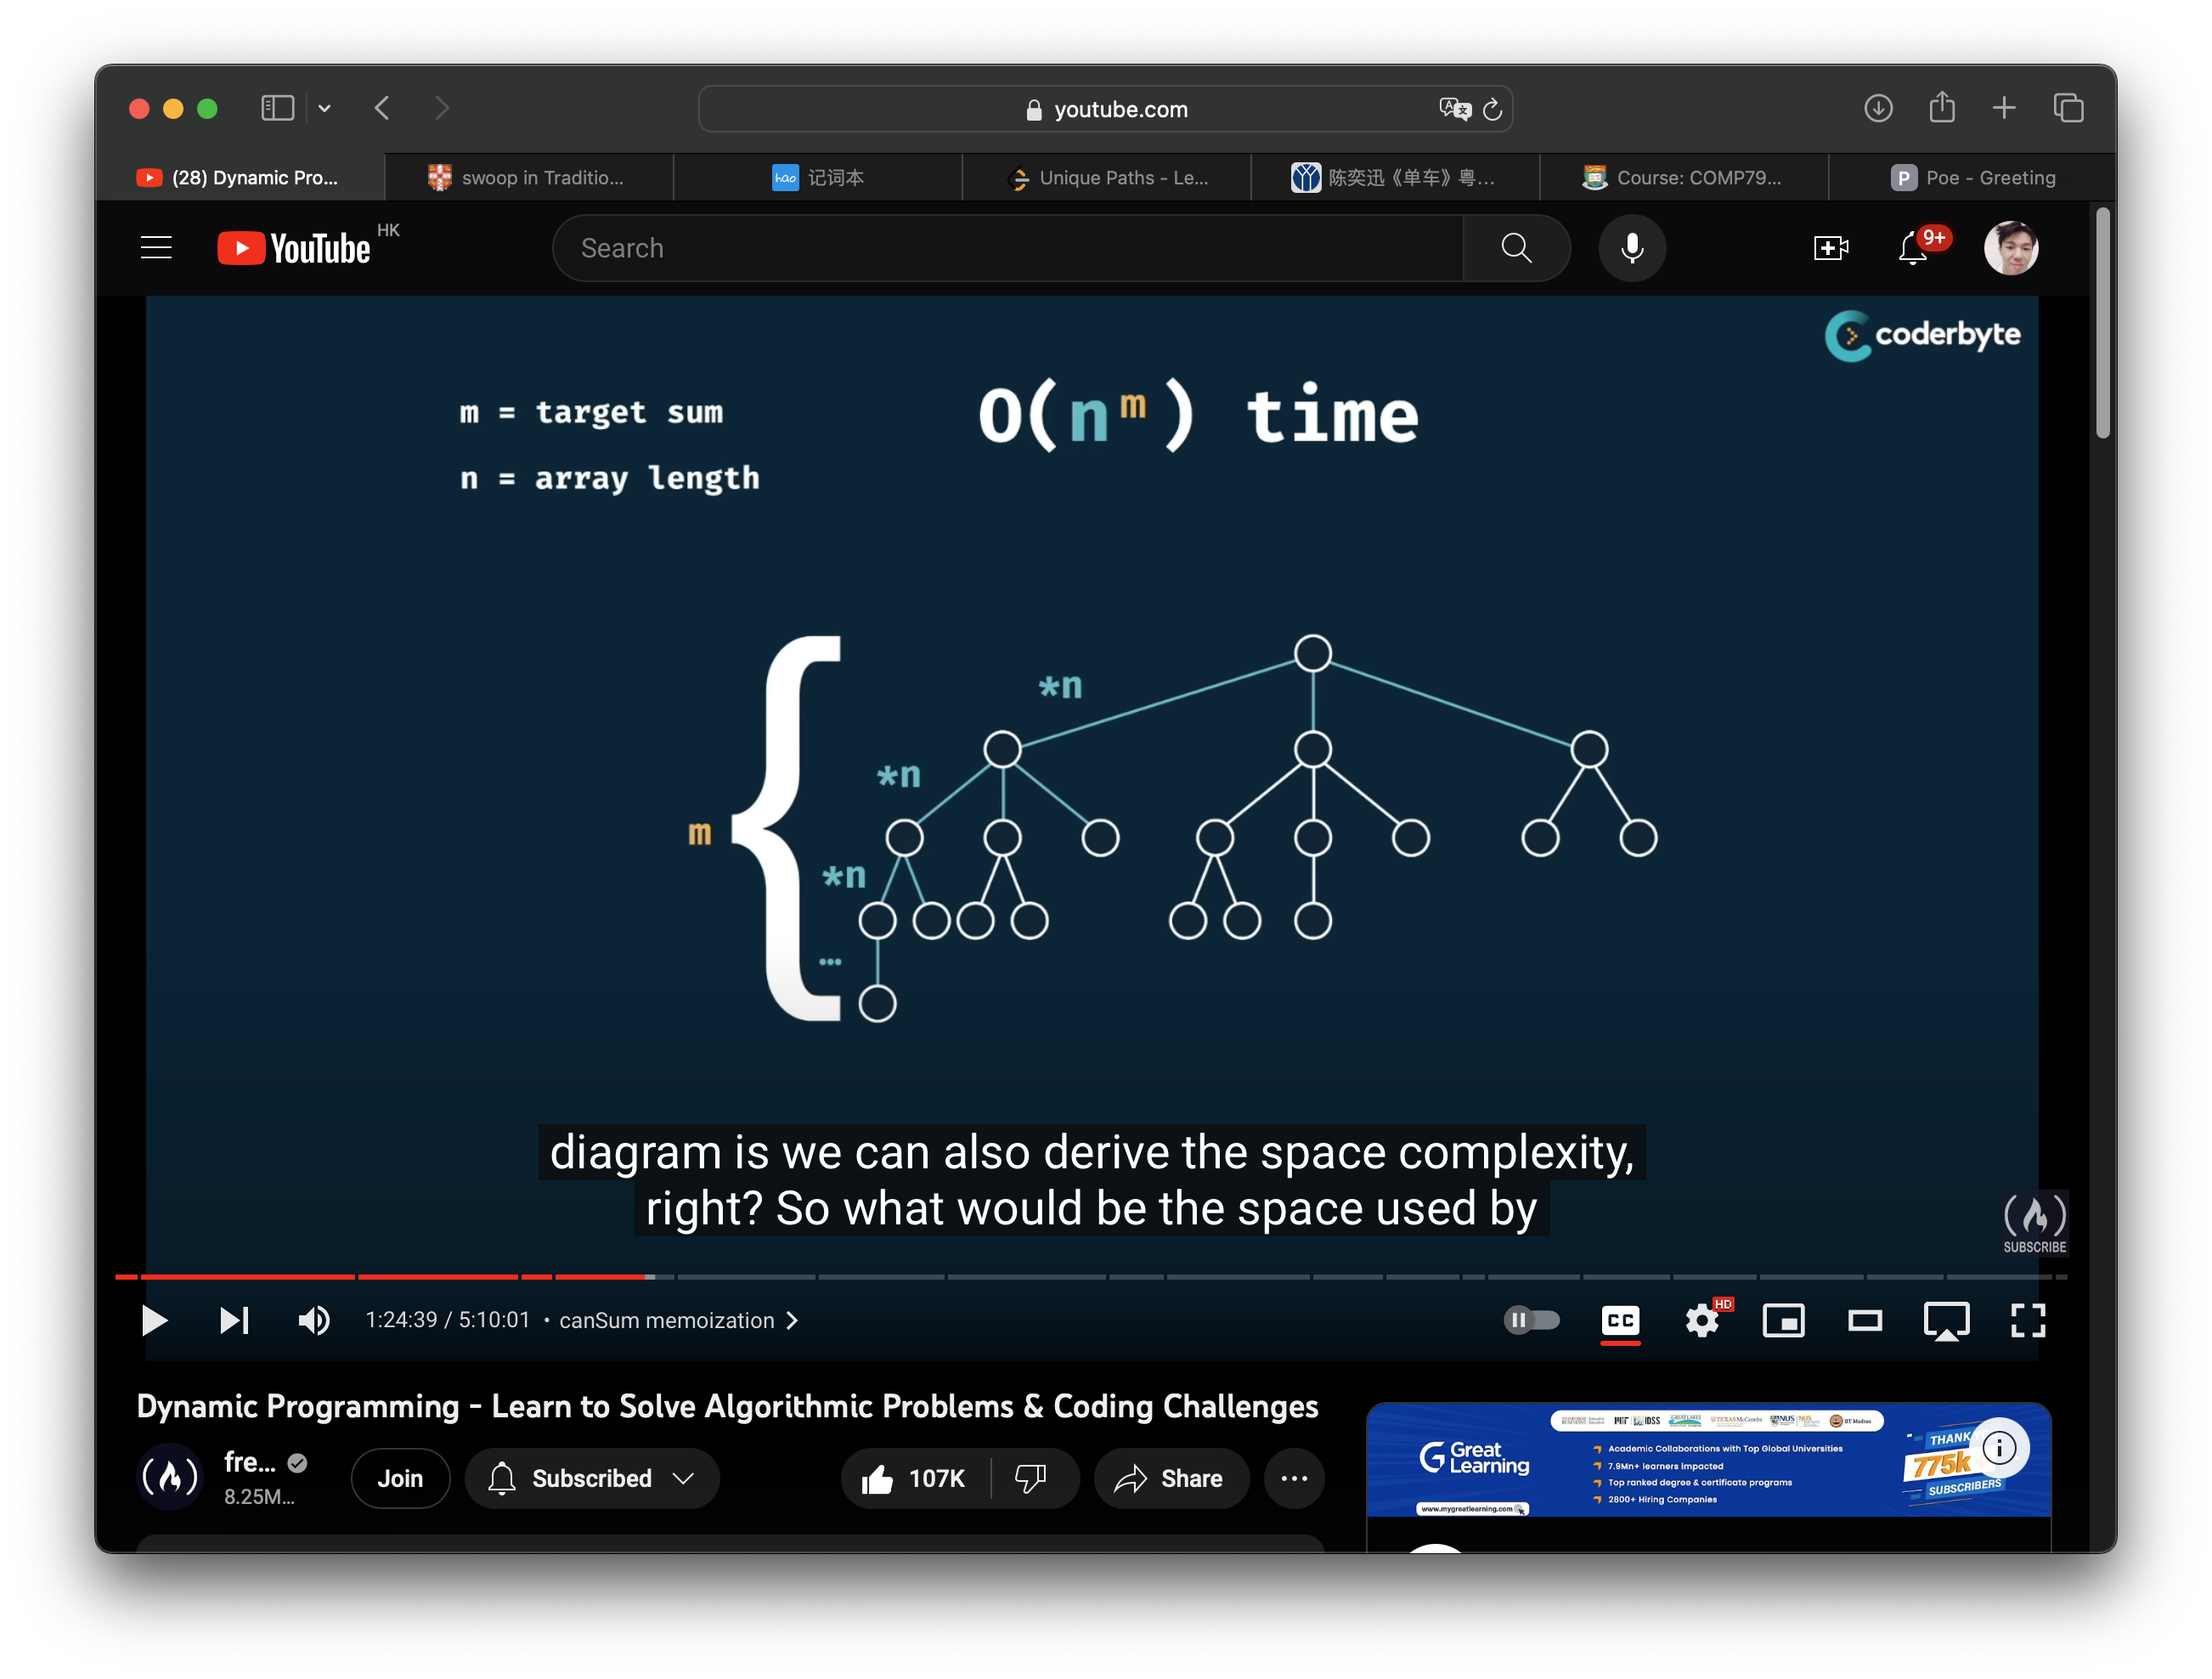 youtube.com
(28) Dynamic Pro...
swoop in Traditio...
hao 记词本
Unique Paths - Le...
陈奕迅《单车》粤...
Course: COMP79...
P Poe - Greeting
YouTube HK
Search
9+
coderbyte
m = target sum
O(n^m) time
n = array length
*n
*n
m
*n
...
diagram is we can also derive the space complexity,
right? So what would be the space used by
SUBSCRIBE
1:24:39 / 5:10:01 • canSum memoization
CC
HD
Dynamic Programming - Learn to Solve Algorithmic Problems & Coding Challenges
fre...
8.25M...
Join
Subscribed
107K
Share
Great Learning
www.mygreatlearning.com
Academic Collaborations with Top Global Universities
7.9Mn+ learners Impacted
Top ranked degree & certificate programs
2800+ Hiring Companies
775k
SUBSCRIBERS